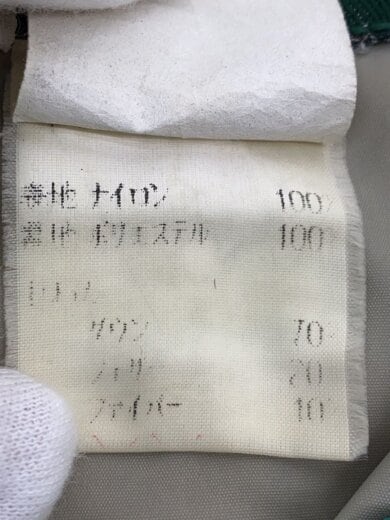 表地 ナイロン 100%
裏地 ポリエステル 100%
ダウン 70%
フェザー 20
ファイバー 10